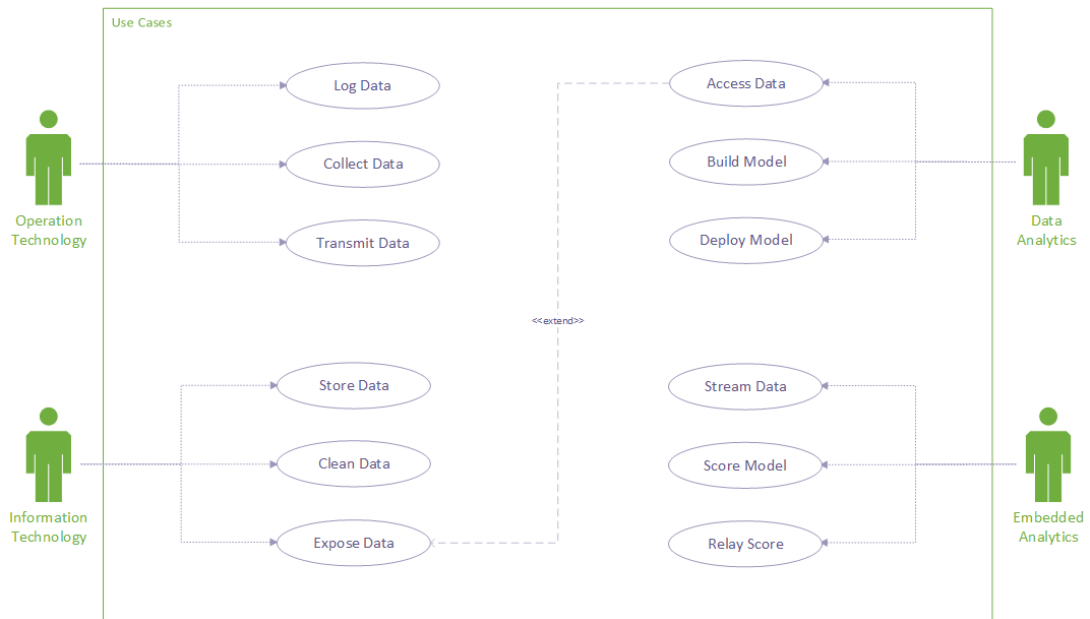 Use Cases
Log Data
Access Data
Collect Data
Build Model
Operation
Technology
Data
Analytics
Transmit Data
Deploy Model
<<extend>>
Store Data
Stream Data
Clean Data
Score Model
Information
Technology
Embedded
Analytics
Expose Data
Relay Score